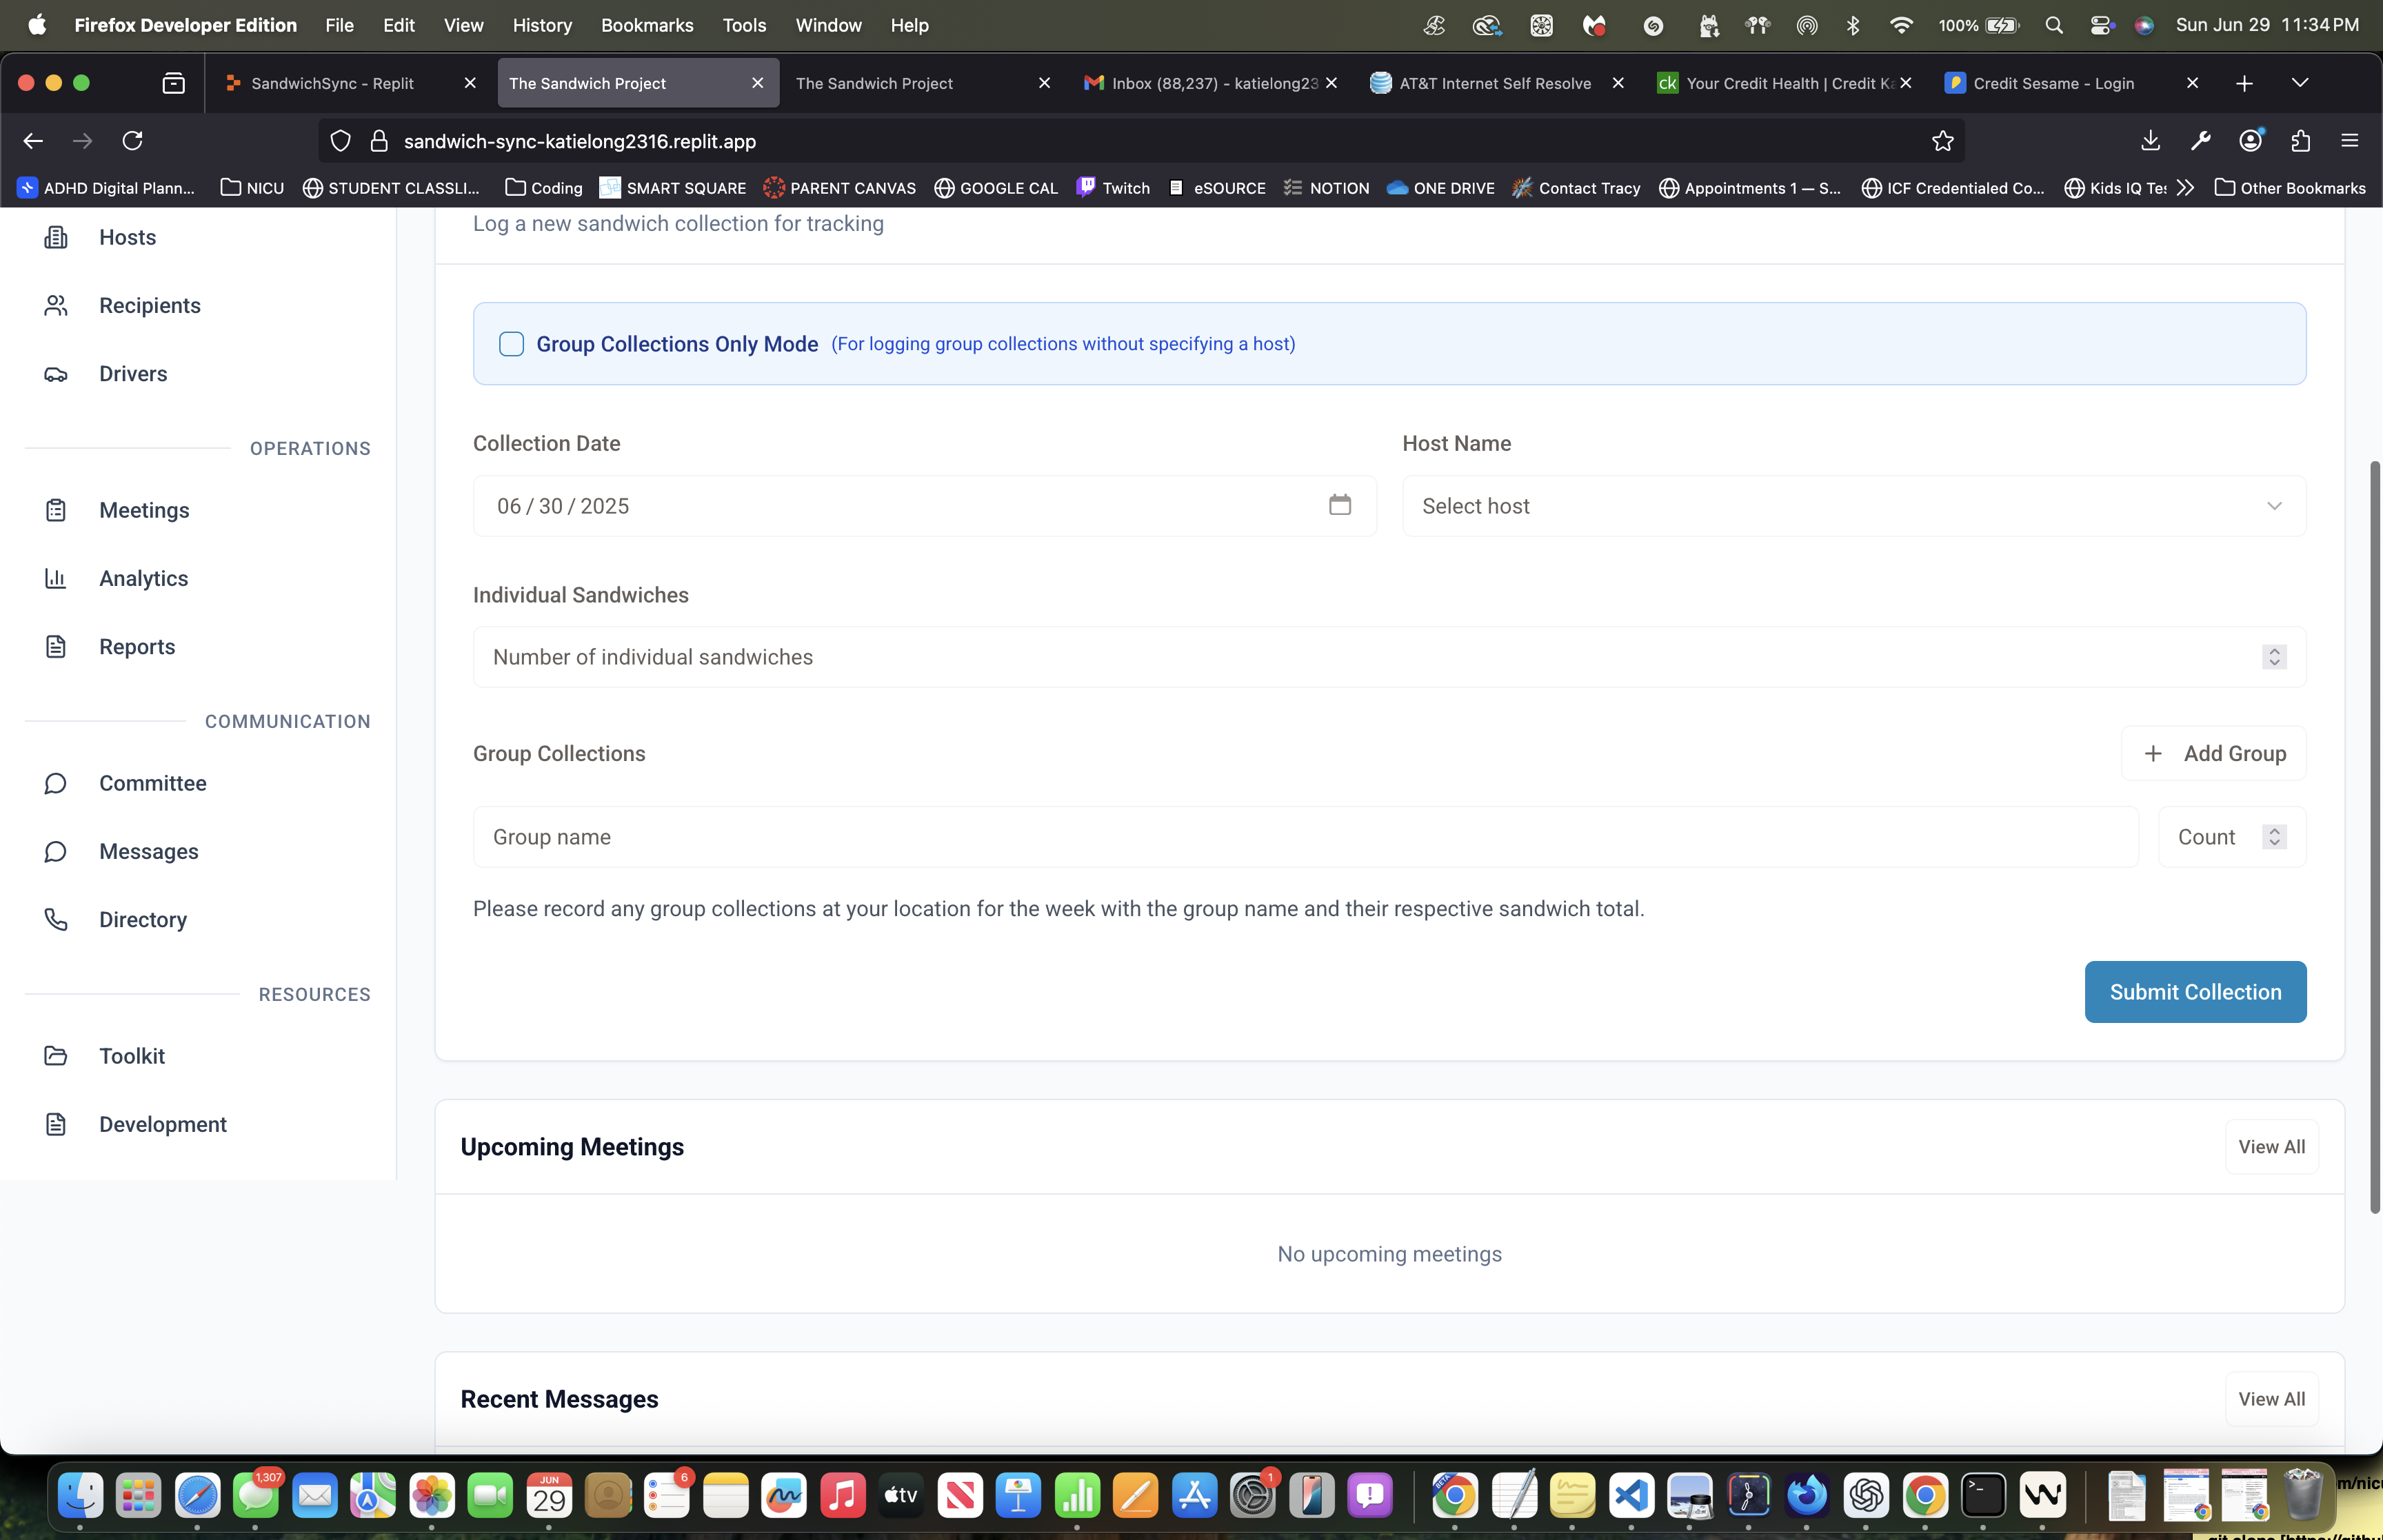 Firefox Developer Edition File Edit View History Bookmarks Tools Window Help 100% Sun Jun 29 11:34 PM
SandwichSync - Replit The Sandwich Project The Sandwich Project Inbox (88,237) - katielong23 AT&T Internet Self Resolve ck Your Credit Health | Credit Ka Credit Sesame - Login
sandwich-sync-katielong2316.replit.app
ADHD Digital Plann... NICU STUDENT CLASSLI... Coding SMART SQUARE PARENT CANVAS GOOGLE CAL Twitch eSOURCE NOTION ONE DRIVE Contact Tracy Appointments 1 — S... ICF Credentialed Co... Kids IQ Tes Other Bookmarks
Hosts
Recipients
Drivers
OPERATIONS
Meetings
Analytics
Reports
COMMUNICATION
Committee
Messages
Directory
RESOURCES
Toolkit
Development
Log a new sandwich collection for tracking
Group Collections Only Mode (For logging group collections without specifying a host)
Collection Date Host Name
06 / 30 / 2025 Select host
Individual Sandwiches
Number of individual sandwiches
Group Collections + Add Group
Group name Count
Please record any group collections at your location for the week with the group name and their respective sandwich total.
Submit Collection
Upcoming Meetings View All
No upcoming meetings
Recent Messages View All
1,307 JUN 29 6 tv 1 BETA
m/nicu